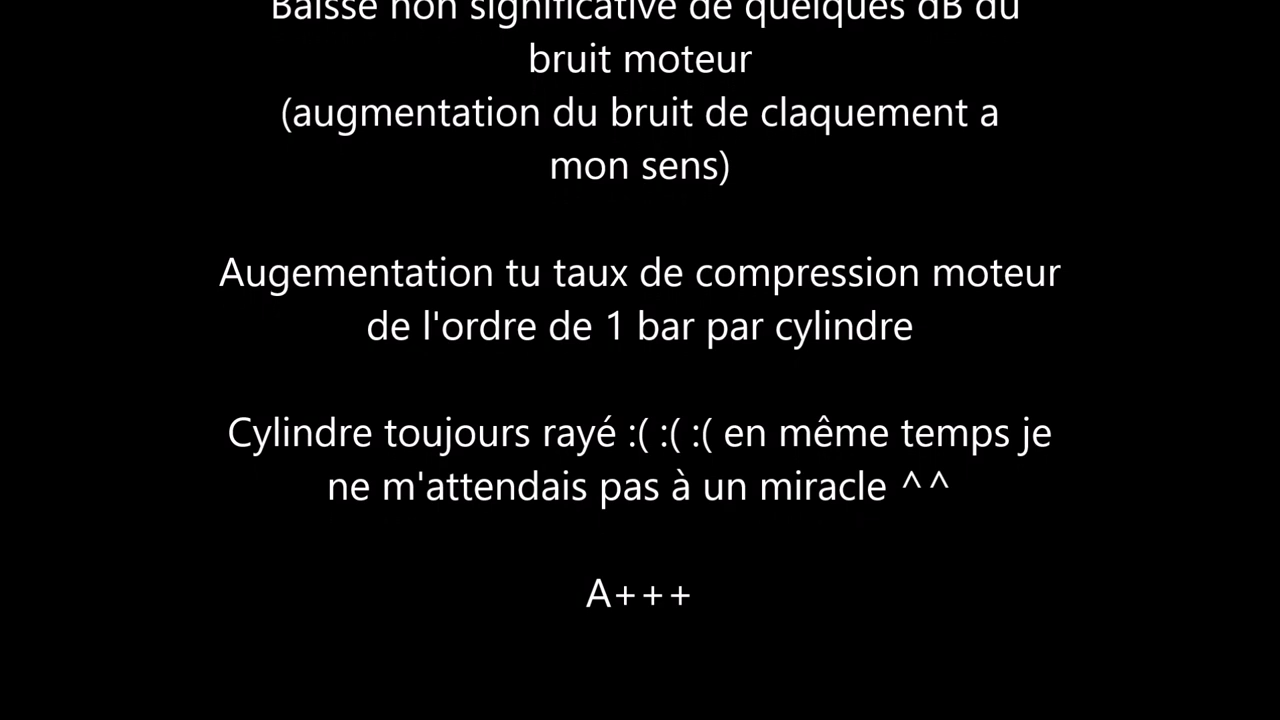 Baisse non significative de quelques dB du
bruit moteur
(augmentation du bruit de claquement a
mon sens)
Augementation tu taux de compression moteur
de l'ordre de 1 bar par cylindre
Cylindre toujours rayé :( :( :( en même temps je
ne m'attendais pas à un miracle ^^
A+++